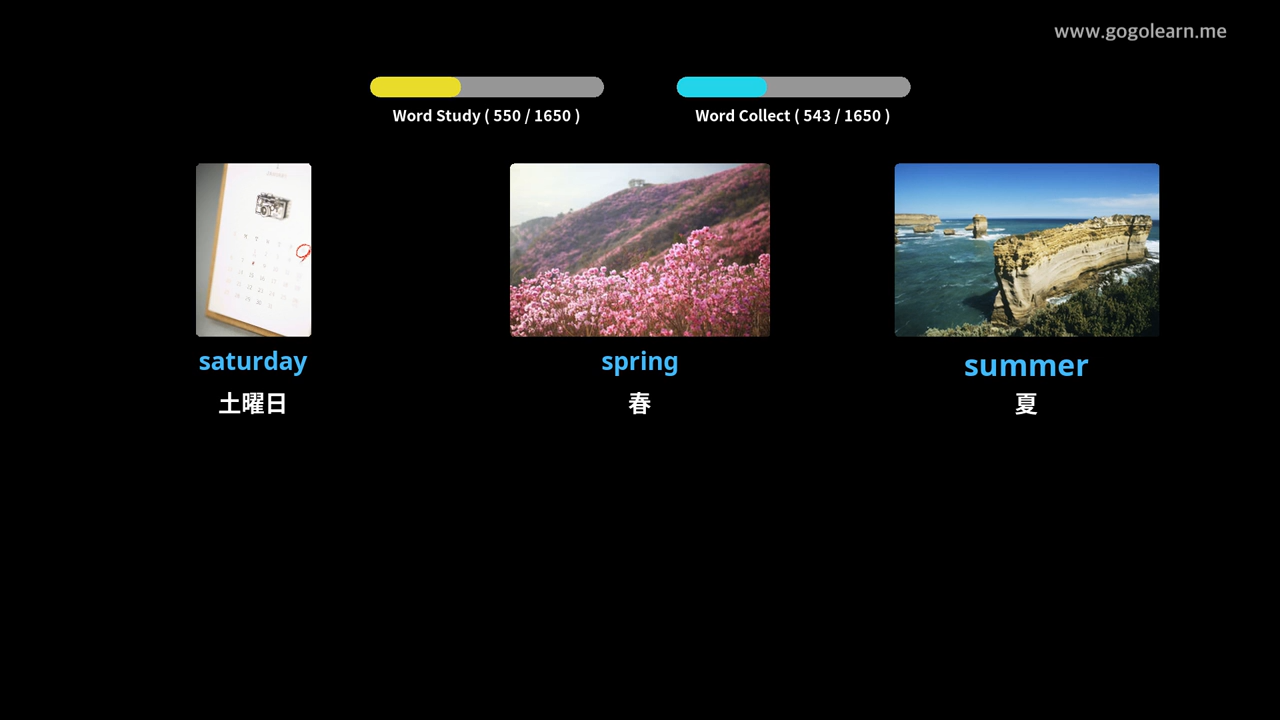 www.gogolearn.me
Word Study ( 550 / 1650 )
Word Collect ( 543 / 1650 )
saturday
土曜日
spring
春
summer
夏